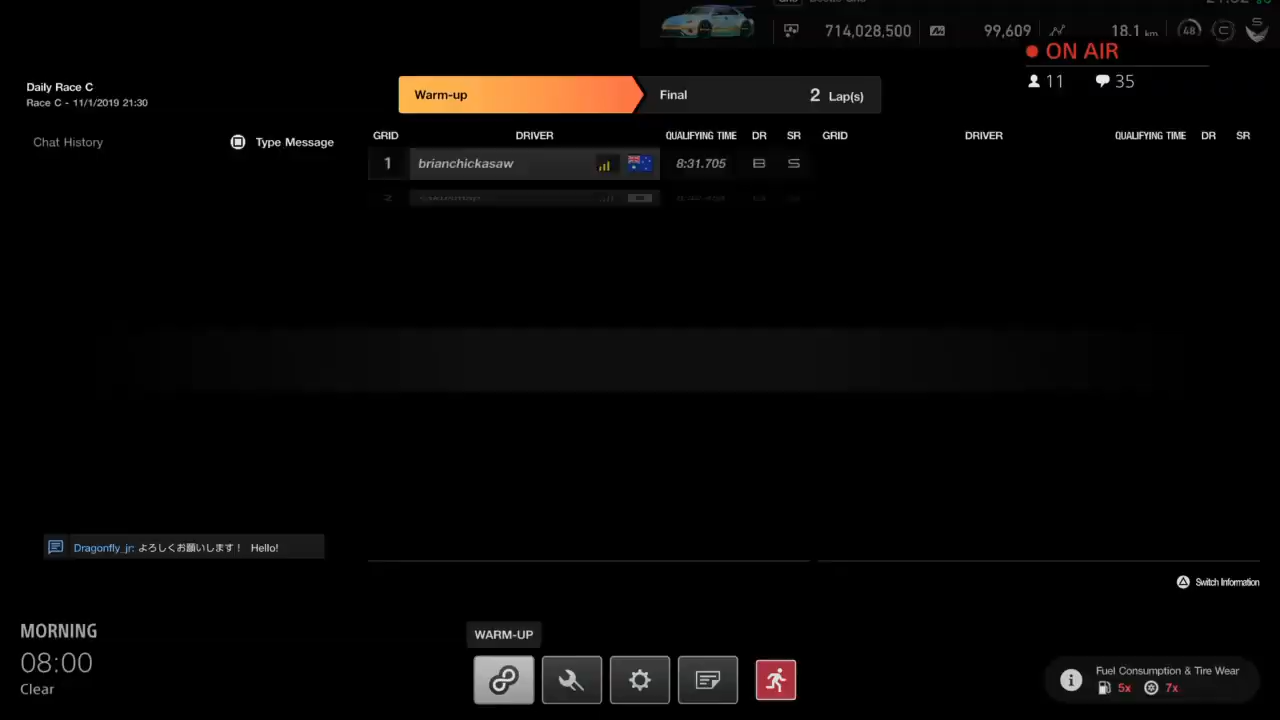 714,028,500
99,609
18.1 km
48
C
S
ON AIR
11
35
Daily Race C
Race C - 11/1/2019 21:30
Warm-up
Final
2 Lap(s)
Chat History
Type Message
GRID DRIVER QUALIFYING TIME DR SR
GRID DRIVER QUALIFYING TIME DR SR
1 brianchickasaw 8:31.705 B S
Dragonfly_jr: よろしくお願いします！ Hello!
Switch Information
MORNING
08:00
Clear
WARM-UP
Fuel Consumption & Tire Wear
5x 7x